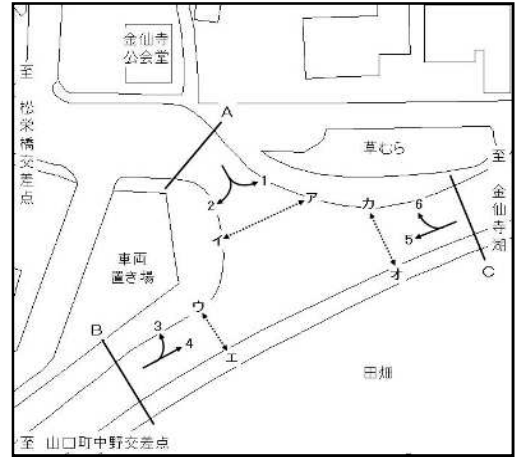 金仙寺
公会堂
至
松栄橋交差点
A
草むら
至
金仙寺湖
1
2
ア
イ
カ
6
5
オ
C
車両
置き場
ウ
B
3
4
エ
田畑
至 山口町中野交差点